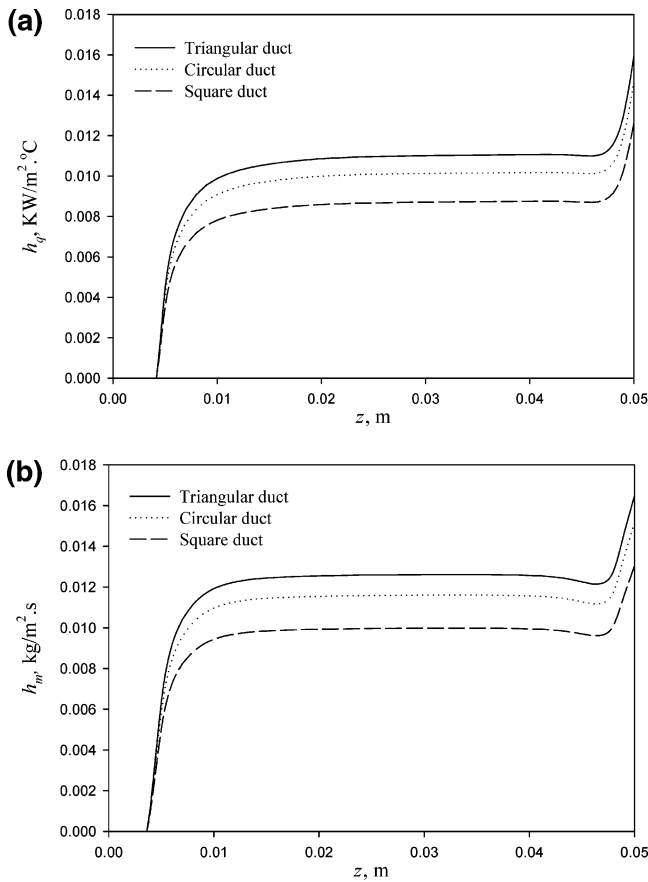 (a)
0.018
0.016
0.014
0.012
0.010
0.008
0.006
0.004
0.002
0.000
h_q, KW/m².°C
Triangular duct
Circular duct
Square duct
0.00 0.01 0.02 0.03 0.04 0.05
z, m
(b)
0.018
0.016
0.014
0.012
0.010
0.008
0.006
0.004
0.002
0.000
h_m, kg/m².s
Triangular duct
Circular duct
Square duct
0.00 0.01 0.02 0.03 0.04 0.05
z, m